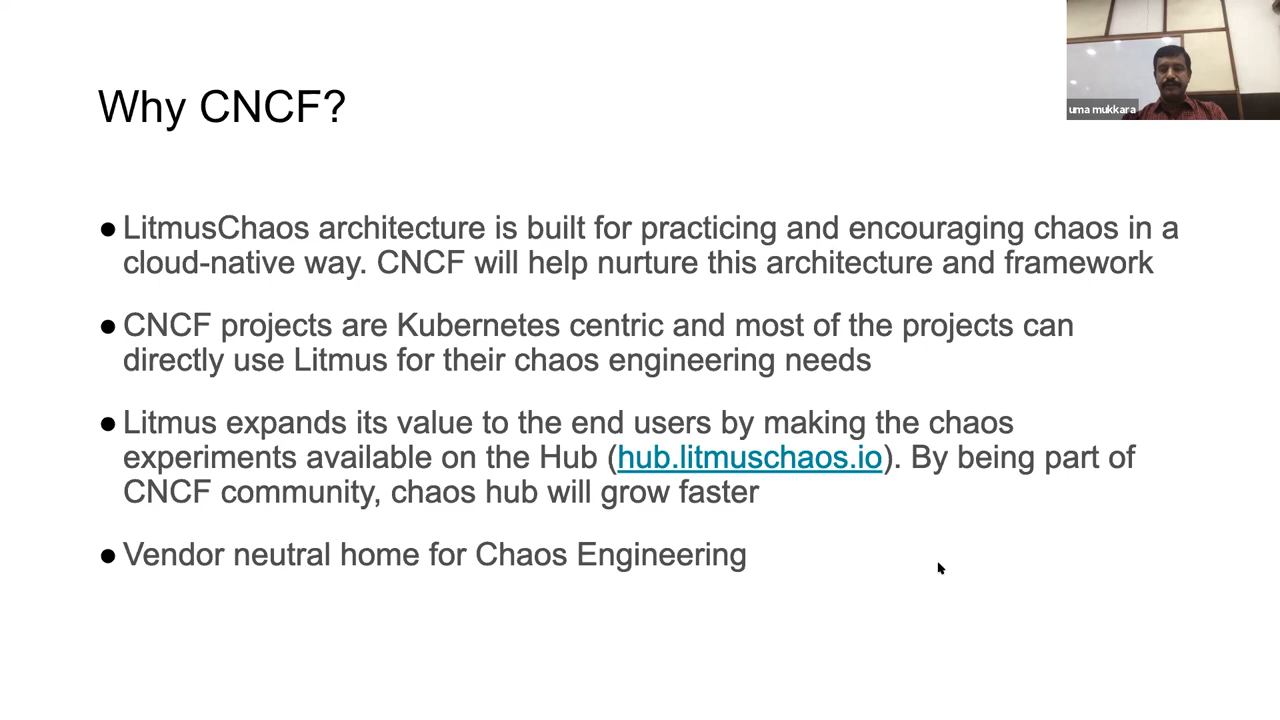 Why CNCF?
uma mukkara
● LitmusChaos architecture is built for practicing and encouraging chaos in a
cloud-native way. CNCF will help nurture this architecture and framework
● CNCF projects are Kubernetes centric and most of the projects can
directly use Litmus for their chaos engineering needs
● Litmus expands its value to the end users by making the chaos
experiments available on the Hub (hub.litmuschaos.io). By being part of
CNCF community, chaos hub will grow faster
● Vendor neutral home for Chaos Engineering